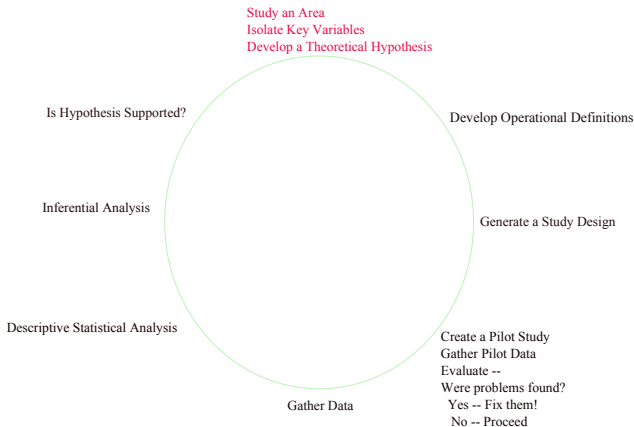 Study an Area
Isolate Key Variables
Develop a Theoretical Hypothesis
Is Hypothesis Supported?
Develop Operational Definitions
Inferential Analysis
Generate a Study Design
Descriptive Statistical Analysis
Create a Pilot Study
Gather Pilot Data
Evaluate --
Were problems found?
Yes -- Fix them!
No -- Proceed
Gather Data